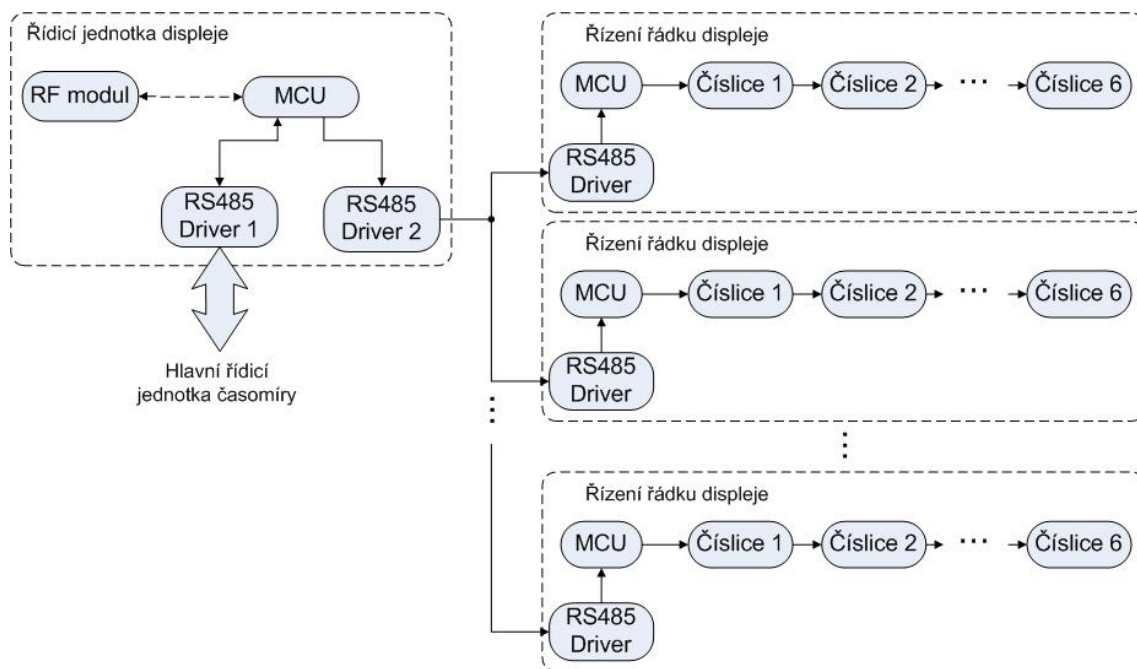 Řídicí jednotka displeje
RF modul
MCU
RS485
Driver 1
RS485
Driver 2
Hlavní řídicí
jednotka časomíry
Řízení řádku displeje
MCU
Číslice 1
Číslice 2
...
Číslice 6
RS485
Driver
Řízení řádku displeje
MCU
Číslice 1
Číslice 2
...
Číslice 6
RS485
Driver
Řízení řádku displeje
MCU
Číslice 1
Číslice 2
...
Číslice 6
RS485
Driver